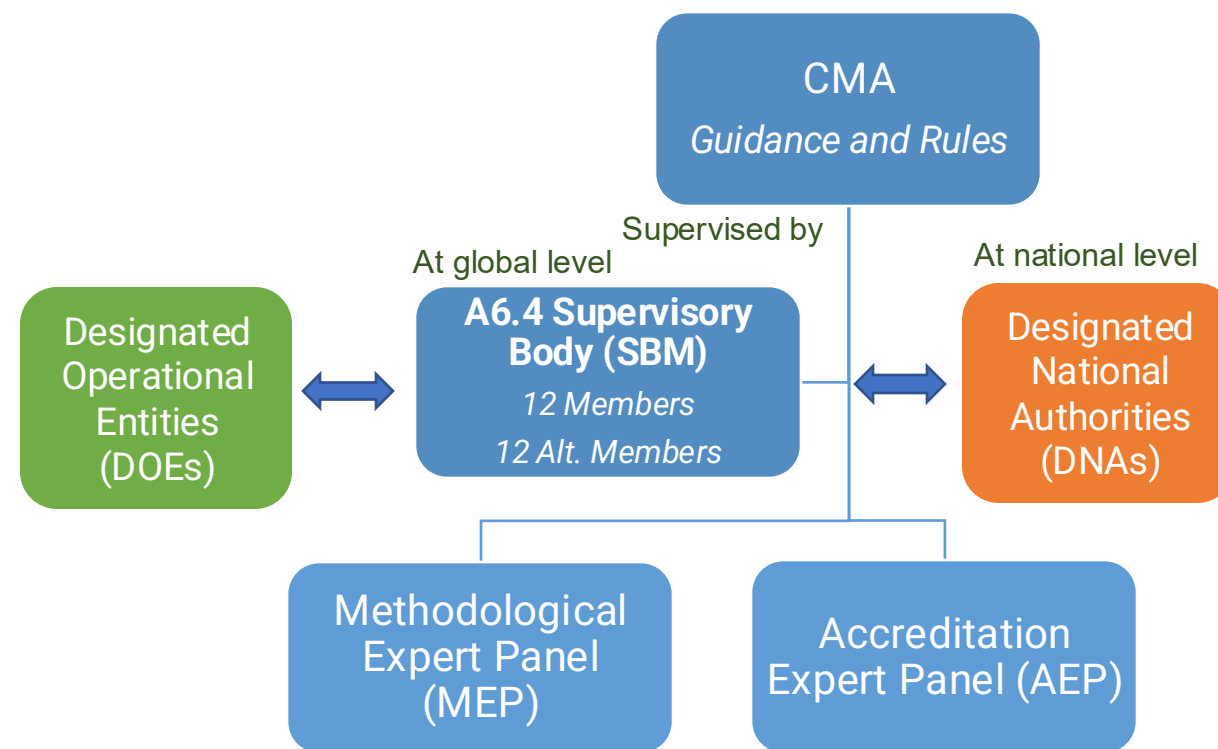 CMA
Guidance and Rules
Supervised by
At global level
At national level
Designated
Operational
Entities
(DOEs)
A6.4 Supervisory
Body (SBM)
12 Members
12 Alt. Members
Designated
National
Authorities
(DNAs)
Methodological
Expert Panel
(MEP)
Accreditation
Expert Panel (AEP)